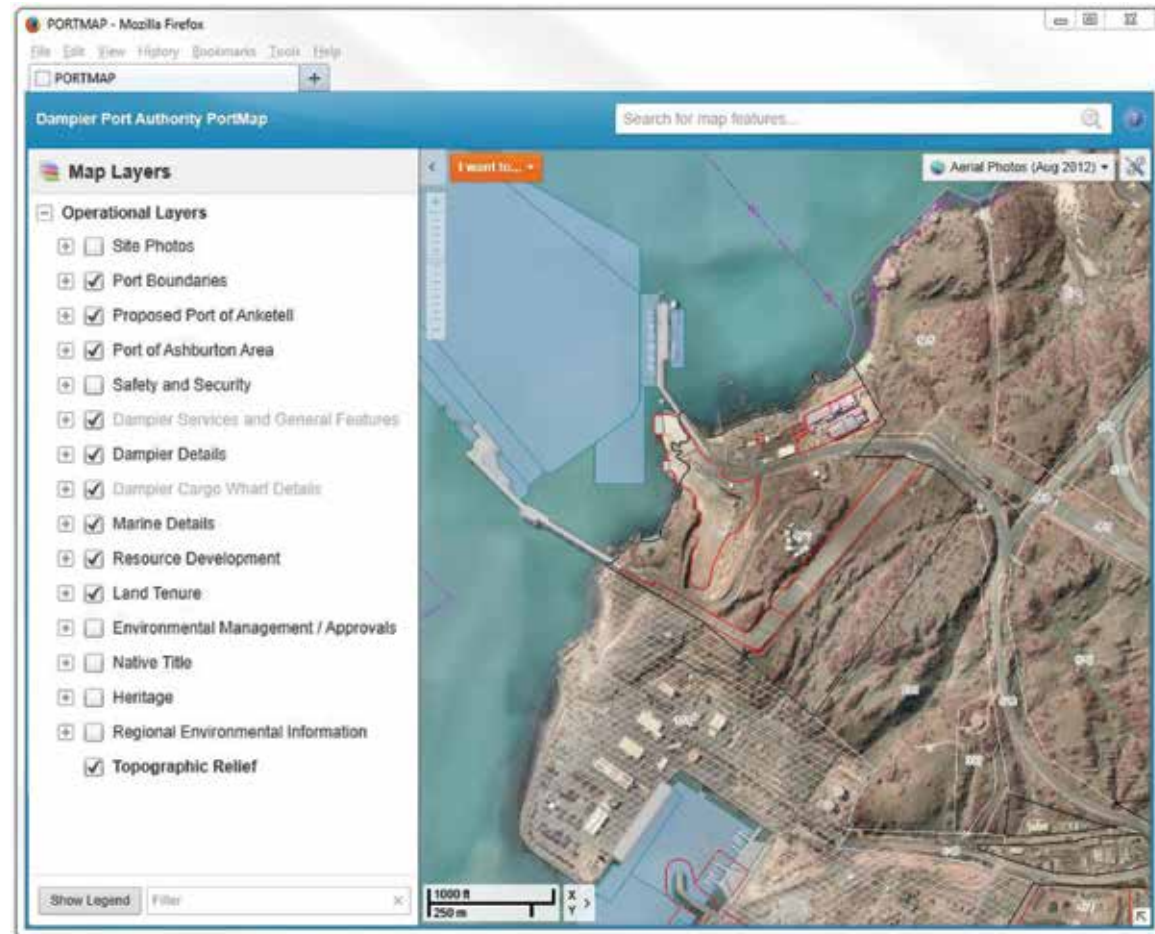 PORTMAP - Mozilla Firefox
File Edit View History Bookmarks Tools Help
PORTMAP
Dampier Port Authority PortMap
Search for map features...
Map Layers
I want to...
Aerial Photos (Aug 2012)
Operational Layers
Site Photos
Port Boundaries
Proposed Port of Anketell
Port of Ashburton Area
Safety and Security
Dampier Services and General Features
Dampier Details
Dampier Cargo Wharf Details
Marine Details
Resource Development
Land Tenure
Environmental Management / Approvals
Native Title
Heritage
Regional Environmental Information
Topographic Relief
Show Legend
Filter
1000 ft
250 m
X
Y